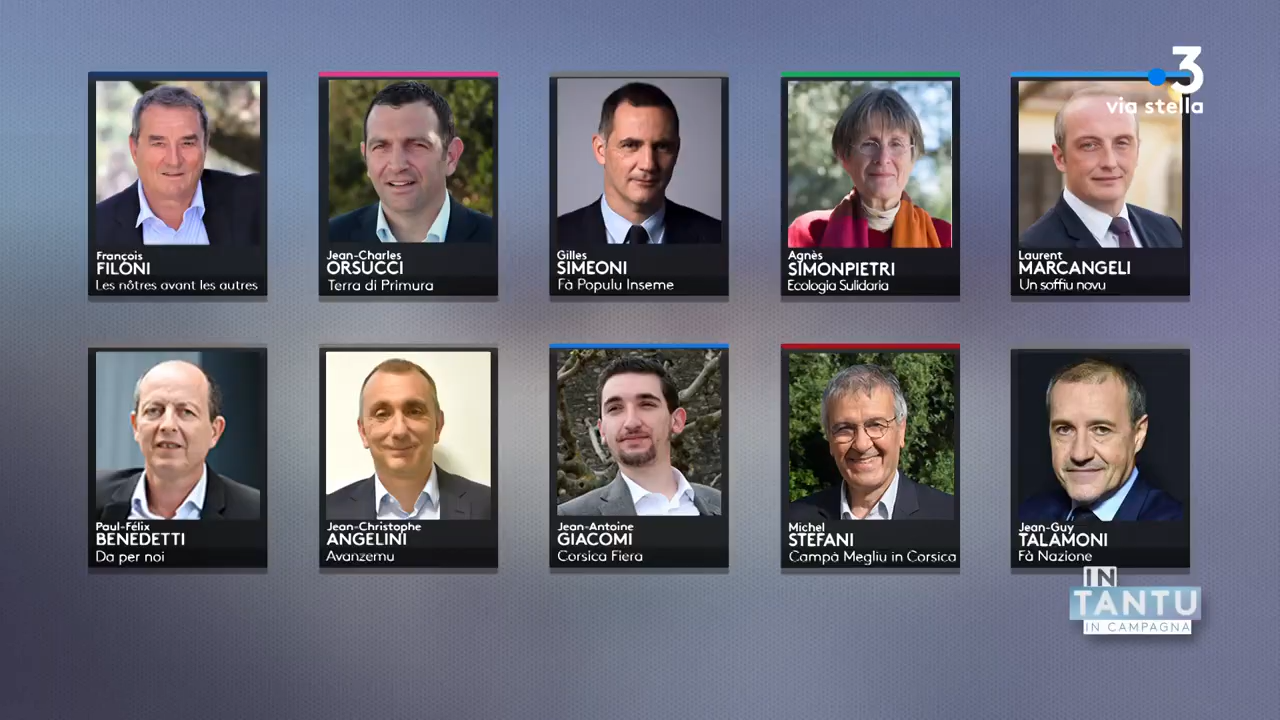 3
via stella
François
FILONI
Les nôtres avant les autres
Jean-Charles
ORSUCCI
Terra di Primura
Gilles
SIMEONI
Fà Populu Inseme
Agnès
SIMONPIETRI
Ecologia Sulidaria
Laurent
MARCANGELI
Un soffiu novu
Paul-Félix
BENEDETTI
Da per noi
Jean-Christophe
ANGELINI
Avanzemu
Jean-Antoine
GIACOMI
Corsica Fiera
Michel
STEFANI
Campà Megliu in Corsica
Jean-Guy
TALAMONI
Fà Nazione
IN
TANTU
IN CAMPAGNA